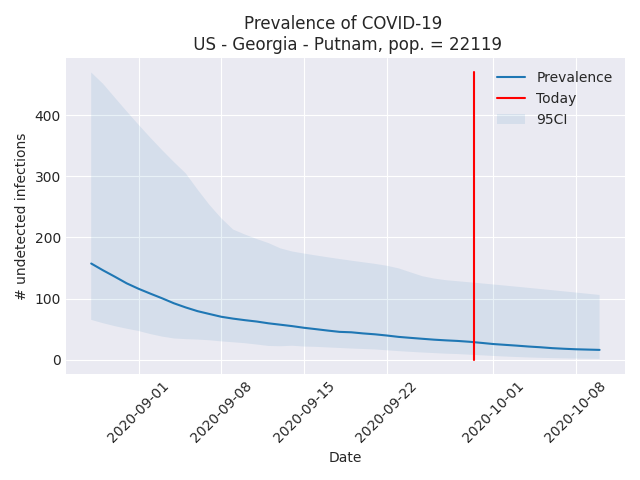 Prevalence of COVID-19
US - Georgia - Putnam, pop. = 22119
Prevalence
Today
95CI
# undetected infections
400
300
200
100
0
2020-09-01
2020-09-08
2020-09-15
2020-09-22
2020-10-01
2020-10-08
Date